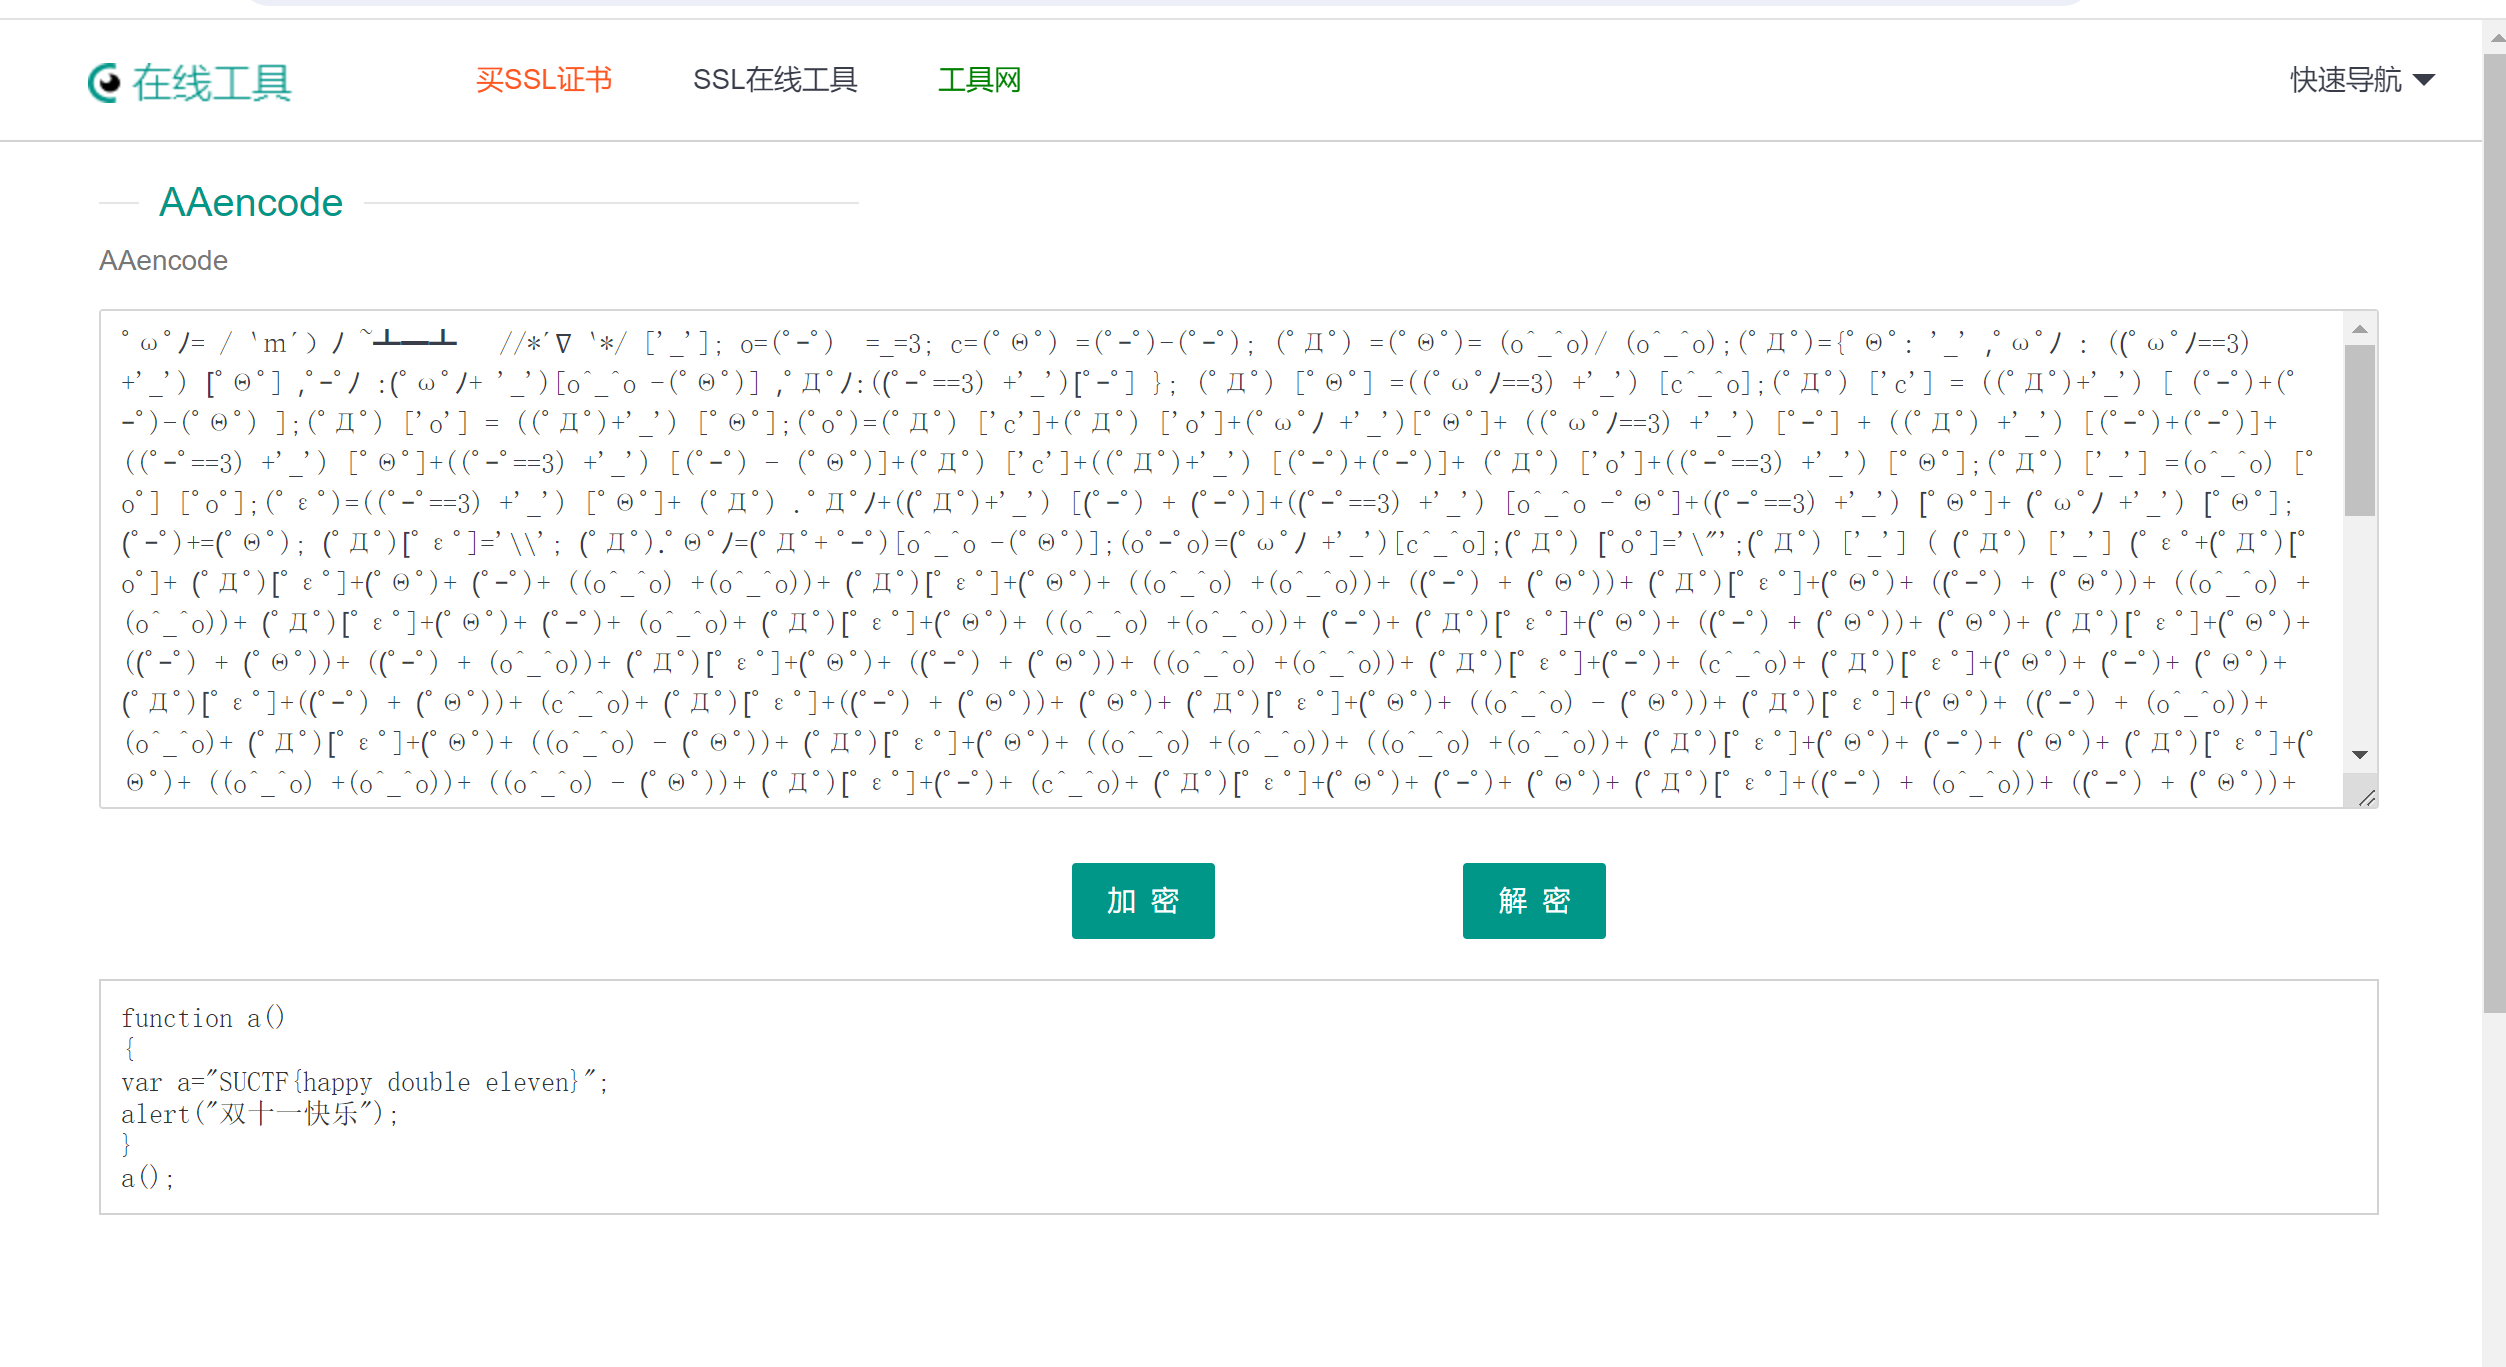 在线工具
买SSL证书
SSL在线工具
工具网
快速导航
AAencode
AAencode
ﾟωﾟﾉ= /｀ｍ´）ﾉ ~┻━┻   //*´∇｀*/ ['_']; o=(ﾟｰﾟ)  =_=3; c=(ﾟΘﾟ) =(ﾟｰﾟ)-(ﾟｰﾟ); (ﾟДﾟ) =(ﾟΘﾟ)= (o^_^o)/ (o^_^o);(ﾟДﾟ)={ﾟΘﾟ: '_' ,ﾟωﾟﾉ : ((ﾟωﾟﾉ==3)
+'_') [ﾟΘﾟ] ,ﾟｰﾟﾉ :(ﾟωﾟﾉ+ '_')[o^_^o -(ﾟΘﾟ)] ,ﾟДﾟﾉ:((ﾟｰﾟ==3) +'_')[ﾟｰﾟ] }; (ﾟДﾟ) [ﾟΘﾟ] =((ﾟωﾟﾉ==3) +'_') [c^_^o];(ﾟДﾟ) ['c'] = ((ﾟДﾟ)+'_') [ (ﾟｰﾟ)+(ﾟ
ｰﾟ)-(ﾟΘﾟ) ];(ﾟДﾟ) ['o'] = ((ﾟДﾟ)+'_') [ﾟΘﾟ];(ﾟoﾟ)=(ﾟДﾟ) ['c']+(ﾟДﾟ) ['o']+(ﾟωﾟﾉ +'_')[ﾟΘﾟ]+ ((ﾟωﾟﾉ==3) +'_') [ﾟｰﾟ] + ((ﾟДﾟ) +'_') [(ﾟｰﾟ)+(ﾟｰﾟ)]+
((ﾟｰﾟ==3) +'_') [ﾟΘﾟ]+((ﾟｰﾟ==3) +'_') [(ﾟｰﾟ) - (ﾟΘﾟ)]+(ﾟДﾟ) ['c']+((ﾟДﾟ)+'_') [(ﾟｰﾟ)+(ﾟｰﾟ)]+ (ﾟДﾟ) ['o']+((ﾟｰﾟ==3) +'_') [ﾟΘﾟ];(ﾟДﾟ) ['_'] =(o^_^o) [ﾟ
oﾟ] [ﾟoﾟ];(ﾟεﾟ)=((ﾟｰﾟ==3) +'_') [ﾟΘﾟ]+ (ﾟДﾟ) .ﾟДﾟﾉ+((ﾟДﾟ)+'_') [(ﾟｰﾟ) + (ﾟｰﾟ)]+((ﾟｰﾟ==3) +'_') [o^_^o -ﾟΘﾟ]+((ﾟｰﾟ==3) +'_') [ﾟΘﾟ]+ (ﾟωﾟﾉ +'_') [ﾟΘﾟ];
(ﾟｰﾟ)+=(ﾟΘﾟ); (ﾟДﾟ)[ﾟεﾟ]='\\'; (ﾟДﾟ).ﾟΘﾟﾉ=(ﾟДﾟ+ ﾟｰﾟ)[o^_^o -(ﾟΘﾟ)];(oﾟｰﾟo)=(ﾟωﾟﾉ +'_')[c^_^o];(ﾟДﾟ) [ﾟoﾟ]='\"';(ﾟДﾟ) ['_'] ( (ﾟДﾟ) ['_'] (ﾟεﾟ+(ﾟДﾟ)[ﾟ
oﾟ]+ (ﾟДﾟ)[ﾟεﾟ]+(ﾟΘﾟ)+ (ﾟｰﾟ)+ ((o^_^o) +(o^_^o))+ (ﾟДﾟ)[ﾟεﾟ]+(ﾟΘﾟ)+ ((o^_^o) +(o^_^o))+ ((ﾟｰﾟ) + (ﾟΘﾟ))+ (ﾟДﾟ)[ﾟεﾟ]+(ﾟΘﾟ)+ ((ﾟｰﾟ) + (ﾟΘﾟ))+ ((o^_^o) +
(o^_^o))+ (ﾟДﾟ)[ﾟεﾟ]+(ﾟΘﾟ)+ (ﾟｰﾟ)+ (o^_^o)+ (ﾟДﾟ)[ﾟεﾟ]+(ﾟΘﾟ)+ ((o^_^o) +(o^_^o))+ (ﾟｰﾟ)+ (ﾟДﾟ)[ﾟεﾟ]+(ﾟΘﾟ)+ ((ﾟｰﾟ) + (ﾟΘﾟ))+ (ﾟΘﾟ)+ (ﾟДﾟ)[ﾟεﾟ]+(ﾟΘﾟ)+
((ﾟｰﾟ) + (ﾟΘﾟ))+ ((ﾟｰﾟ) + (o^_^o))+ (ﾟДﾟ)[ﾟεﾟ]+(ﾟΘﾟ)+ ((ﾟｰﾟ) + (ﾟΘﾟ))+ ((o^_^o) +(o^_^o))+ (ﾟДﾟ)[ﾟεﾟ]+(ﾟｰﾟ)+ (c^_^o)+ (ﾟДﾟ)[ﾟεﾟ]+(ﾟΘﾟ)+ (ﾟｰﾟ)+ (ﾟΘﾟ)+
(ﾟДﾟ)[ﾟεﾟ]+((ﾟｰﾟ) + (ﾟΘﾟ))+ (c^_^o)+ (ﾟДﾟ)[ﾟεﾟ]+((ﾟｰﾟ) + (ﾟΘﾟ))+ (ﾟΘﾟ)+ (ﾟДﾟ)[ﾟεﾟ]+(ﾟΘﾟ)+ ((o^_^o) - (ﾟΘﾟ))+ (ﾟДﾟ)[ﾟεﾟ]+(ﾟΘﾟ)+ ((ﾟｰﾟ) + (o^_^o))+
(o^_^o)+ (ﾟДﾟ)[ﾟεﾟ]+(ﾟΘﾟ)+ ((o^_^o) - (ﾟΘﾟ))+ (ﾟДﾟ)[ﾟεﾟ]+(ﾟΘﾟ)+ ((o^_^o) +(o^_^o))+ ((o^_^o) +(o^_^o))+ (ﾟДﾟ)[ﾟεﾟ]+(ﾟΘﾟ)+ (ﾟｰﾟ)+ (ﾟΘﾟ)+ (ﾟДﾟ)[ﾟεﾟ]+(ﾟ
Θﾟ)+ ((o^_^o) +(o^_^o))+ ((o^_^o) - (ﾟΘﾟ))+ (ﾟДﾟ)[ﾟεﾟ]+(ﾟｰﾟ)+ (c^_^o)+ (ﾟДﾟ)[ﾟεﾟ]+(ﾟΘﾟ)+ (ﾟｰﾟ)+ (ﾟΘﾟ)+ (ﾟДﾟ)[ﾟεﾟ]+((ﾟｰﾟ) + (o^_^o))+ ((ﾟｰﾟ) + (ﾟΘﾟ))+
加 密
解 密
function a()
{
var a="SUCTF{happy double eleven}";
alert("双十一快乐");
}
a();